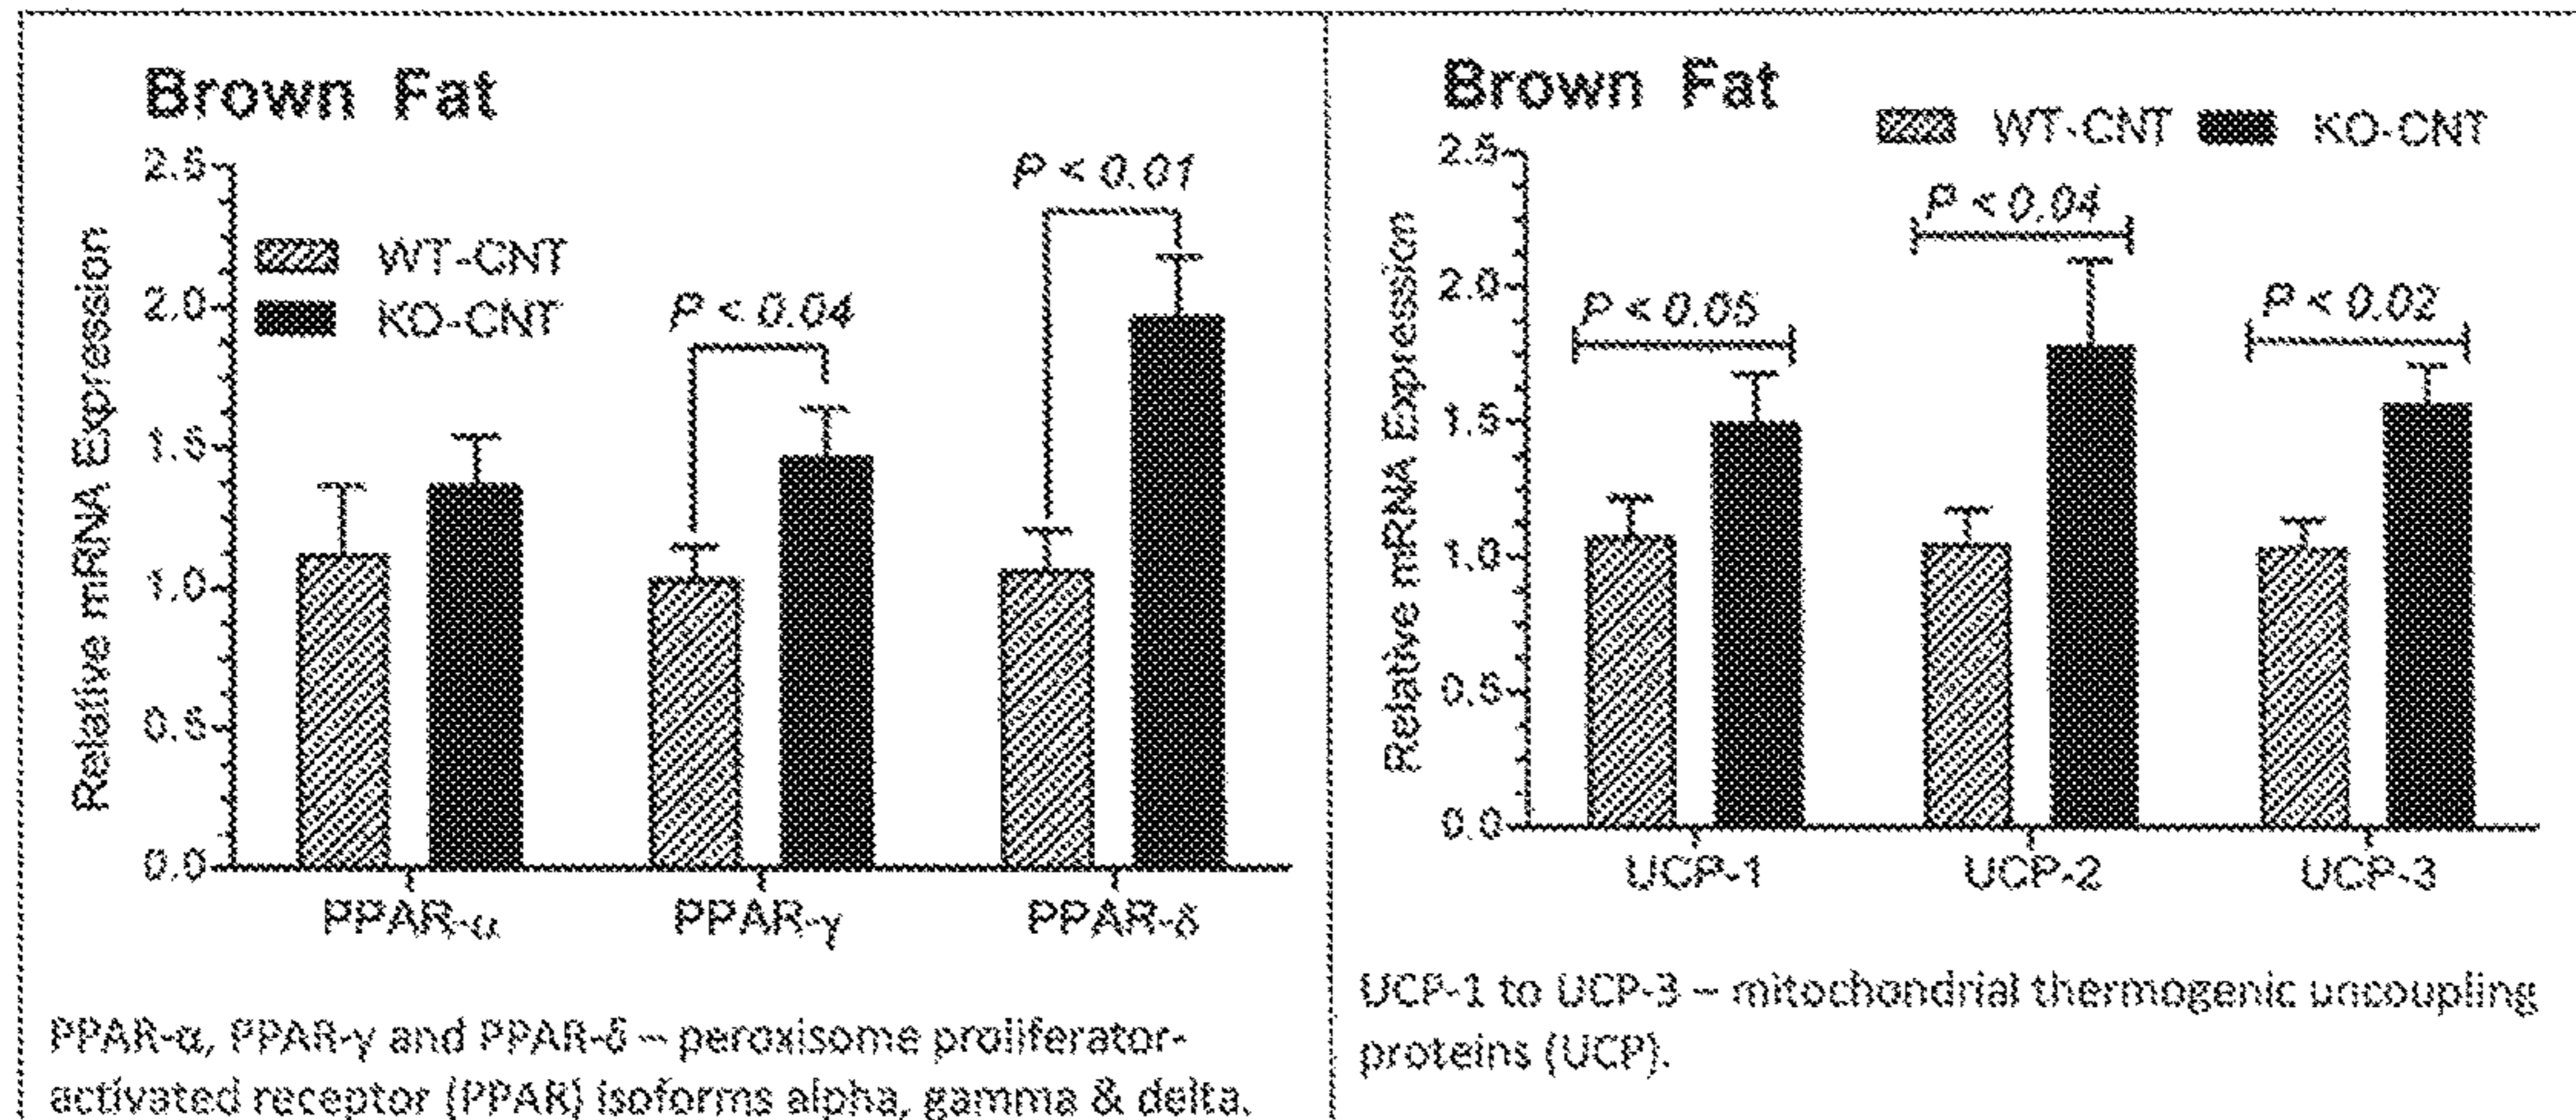 Brown Fat
2.5
2.0
1.5
1.0
0.5
0.0
Relative mRNA Expression
WT-CNT
KO-CNT
P < 0.04
P < 0.01
PPAR-α
PPAR-γ
PPAR-δ
PPAR-α, PPAR-γ and PPAR-δ – peroxisome proliferator-
activated receptor (PPAR) isoforms alpha, gamma & delta.
Brown Fat
WT-CNT KO-CNT
2.5
2.0
1.5
1.0
0.5
0.0
Relative mRNA Expression
P < 0.05
P < 0.04
P < 0.02
UCP-1
UCP-2
UCP-3
UCP-1 to UCP-3 – mitochondrial thermogenic uncoupling
proteins (UCP).